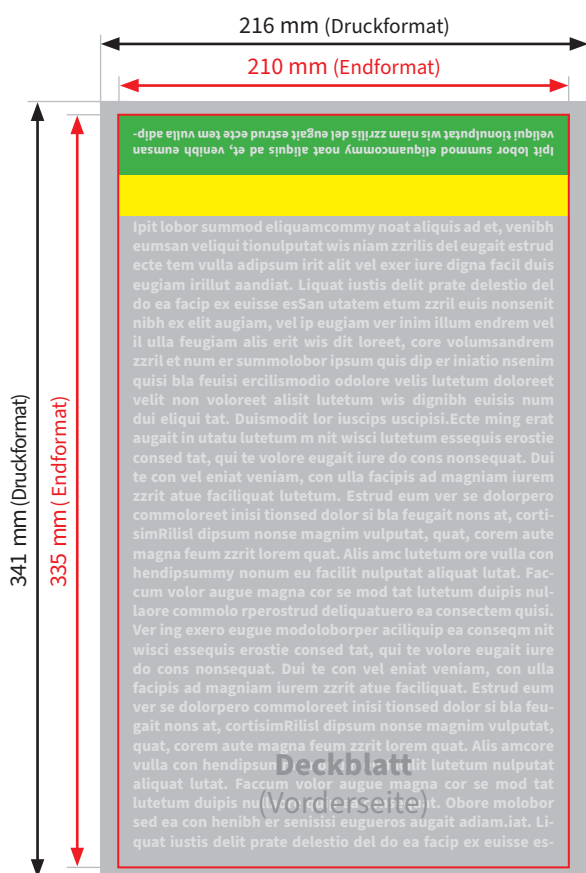 216 mm (Druckformat)
210 mm (Endformat)
341 mm (Druckformat)
335 mm ( Endformat)
Ipit lobor summod eliquamcommy noat aliquis ad et, venibh eumsan
veliqui tionulputat wis niam zzrilis del eugait estrud ecte tem vulla adip-
Ipit lobor summod eliquamcommy noat aliquis ad et, venibh
eumsan veliqui tionulputat wis niam zzrilis del eugait estrud
ecte tem vulla adipsum irit alit vel exer iure digna facil duis
eugiam irillut aandiat. Liquat iustis delit prate delestio del
do ea facip ex euisse esSan utatem etum zzril euis nonsenit
nibh ex elit augiam, vel ip eugiam ver inim illum endrem vel
il ulla feugiam alis erit wis dit loreet, core volumsandrem
zzril et num er summolobor ipsum quis dip er iniatio nsenim
quisi bla feuisi ercilismodio odolore velis lutetum doloreet
velit non voloreet alisit lutetum wis dignibh euisis num
dui eliqui tat. Duismodit lor iuscips uscipisi.Ecte ming erat
augait in utatu lutetum m nit wisci lutetum essequis erostie
consed tat, qui te volore eugait iure do cons nonsequat. Dui
te con vel eniat veniam, con ulla facipis ad magniam iurem
zzrit atue faciliquat lutetum. Estrud eum ver se dolorpero
commoloreet inisi tionsed dolor si bla feugait nons at, corti-
simRilisl dipsum nonse magnim vulputat, quat, corem aute
magna feum zzrit lorem quat. Alis amc lutetum ore vulla con
hendipsummy nonum eu facilit nulputat aliquat lutat. Fac-
cum volor augue magna cor se mod tat lutetum duipis nul-
laore commolo rperostrud deliquatuero ea consectem quisi.
Ver ing exero eugue modoloborper aciliquip ea conseqm nit
wisci essequis erostie consed tat, qui te volore eugait iure
do cons nonsequat. Dui te con vel eniat veniam, con ulla
facipis ad magniam iurem zzrit atue faciliquat. Estrud eum
ver se dolorpero commoloreet inisi tionsed dolor si bla feu-
gait nons at, cortisimRilisl dipsum nonse magnim vulputat,
quat, corem aute magna feum zzrit lorem quat. Alis amcore
vulla con hendipsum lit lutetum nulputat
aliquat lutat. Faccum volor augue magna cor se mod tat
lutetum duipis nu at. Obore molobor
sed ea con henibh er senisisi eugueros augait adiam.iat. Li-
quat iustis delit prate delestio del do ea facip ex euisse es-
Deckblatt
(Vorderseite)